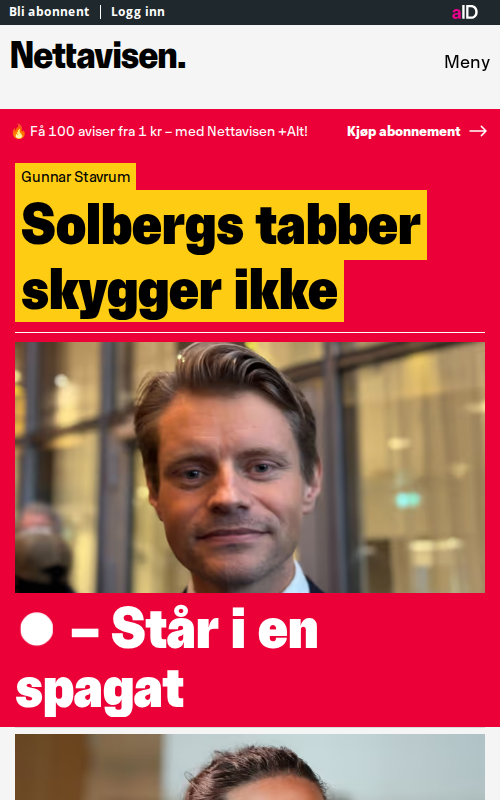 Bli abonnent | Logg inn
aID
Nettavisen.
Meny
🔥 Få 100 aviser fra 1 kr – med Nettavisen +Alt!
Kjøp abonnement →
Gunnar Stavrum
Solbergs tabber
skygger ikke
– Står i en
spagat